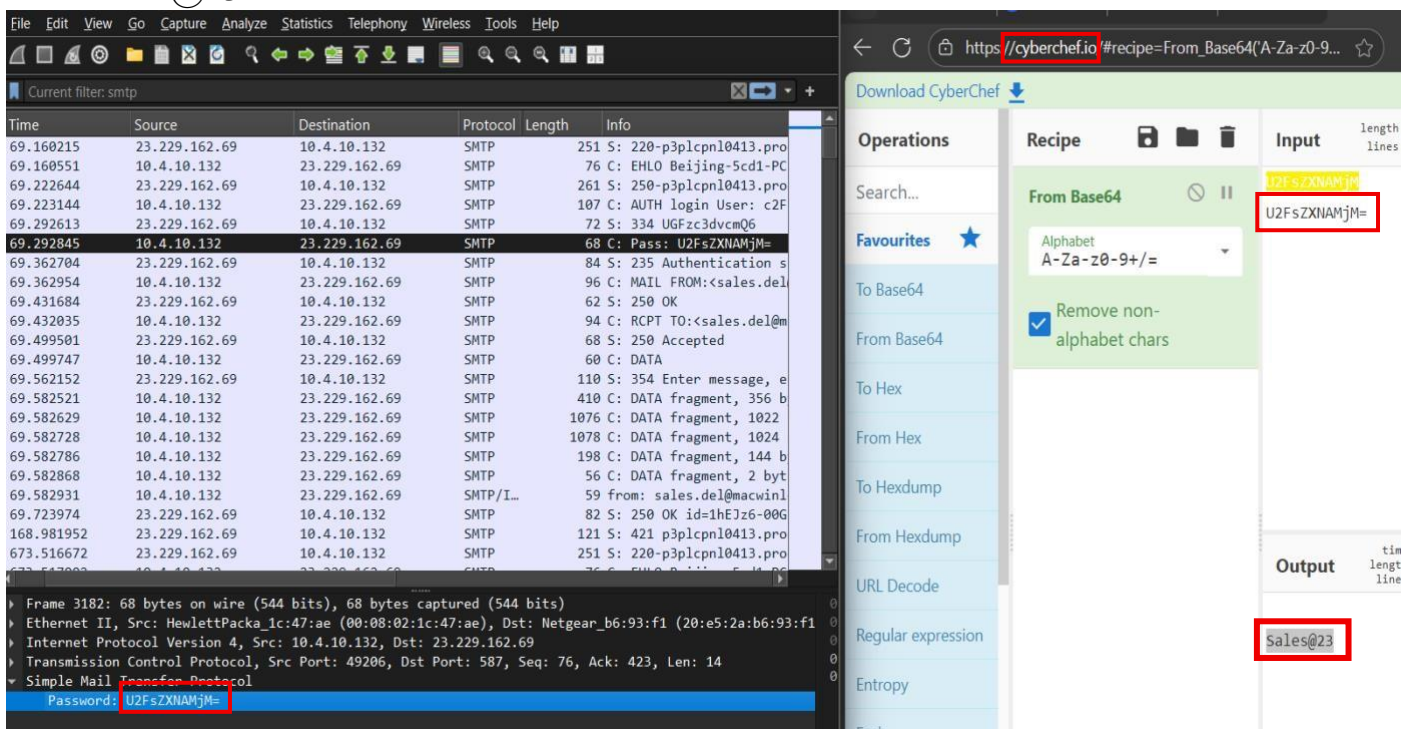 File Edit View Go Capture Analyze Statistics Telephony Wireless Tools Help
Current filter: smtp
Time Source Destination Protocol Length Info
69.160215 23.229.162.69 10.4.10.132 SMTP 251 S: 220-p3plcpnl0413.pro
69.160551 10.4.10.132 23.229.162.69 SMTP 76 C: EHLO Beijing-5cd1-PC
69.222644 23.229.162.69 10.4.10.132 SMTP 261 S: 250-p3plcpnl0413.pro
69.223144 10.4.10.132 23.229.162.69 SMTP 107 C: AUTH login User: c2F
69.292613 23.229.162.69 10.4.10.132 SMTP 72 S: 334 UGFzc3dvcmQ6
69.292845 10.4.10.132 23.229.162.69 SMTP 68 C: Pass: U2FsZXNAMjM=
69.362704 23.229.162.69 10.4.10.132 SMTP 84 S: 235 Authentication s
69.362954 10.4.10.132 23.229.162.69 SMTP 96 C: MAIL FROM:<sales.del
69.431684 23.229.162.69 10.4.10.132 SMTP 62 S: 250 OK
69.432035 10.4.10.132 23.229.162.69 SMTP 94 C: RCPT TO:<sales.del@m
69.499501 23.229.162.69 10.4.10.132 SMTP 68 S: 250 Accepted
69.499747 10.4.10.132 23.229.162.69 SMTP 60 C: DATA
69.562152 23.229.162.69 10.4.10.132 SMTP 110 S: 354 Enter message, e
69.582521 10.4.10.132 23.229.162.69 SMTP 410 C: DATA fragment, 356 b
69.582629 10.4.10.132 23.229.162.69 SMTP 1076 C: DATA fragment, 1022
69.582728 10.4.10.132 23.229.162.69 SMTP 1078 C: DATA fragment, 1024
69.582786 10.4.10.132 23.229.162.69 SMTP 198 C: DATA fragment, 144 b
69.582868 10.4.10.132 23.229.162.69 SMTP 56 C: DATA fragment, 2 byt
69.582931 10.4.10.132 23.229.162.69 SMTP/I… 59 from: sales.del@macwinl
69.723974 23.229.162.69 10.4.10.132 SMTP 82 S: 250 OK id=1hEJz6-00G
168.981952 23.229.162.69 10.4.10.132 SMTP 121 S: 421 p3plcpnl0413.pro
673.516672 23.229.162.69 10.4.10.132 SMTP 251 S: 220-p3plcpnl0413.pro
Frame 3182: 68 bytes on wire (544 bits), 68 bytes captured (544 bits)
Ethernet II, Src: HewlettPacka_1c:47:ae (00:08:02:1c:47:ae), Dst: Netgear_b6:93:f1 (20:e5:2a:b6:93:f1
Internet Protocol Version 4, Src: 10.4.10.132, Dst: 23.229.162.69
Transmission Control Protocol, Src Port: 49206, Dst Port: 587, Seq: 76, Ack: 423, Len: 14
Simple Mail Transfer Protocol
Password: U2FsZXNAMjM=
https://cyberchef.io/#recipe=From_Base64('A-Za-z0-9...
Download CyberChef
Operations
Search...
Favourites
To Base64
From Base64
To Hex
From Hex
To Hexdump
From Hexdump
URL Decode
Regular expression
Entropy
Recipe
From Base64
Alphabet
A-Za-z0-9+/=
Remove non-
alphabet chars
Input
length
lines
U2FsZXNAMjM
U2FsZXNAMjM=
Output
tim
lengt
line
Sales@23